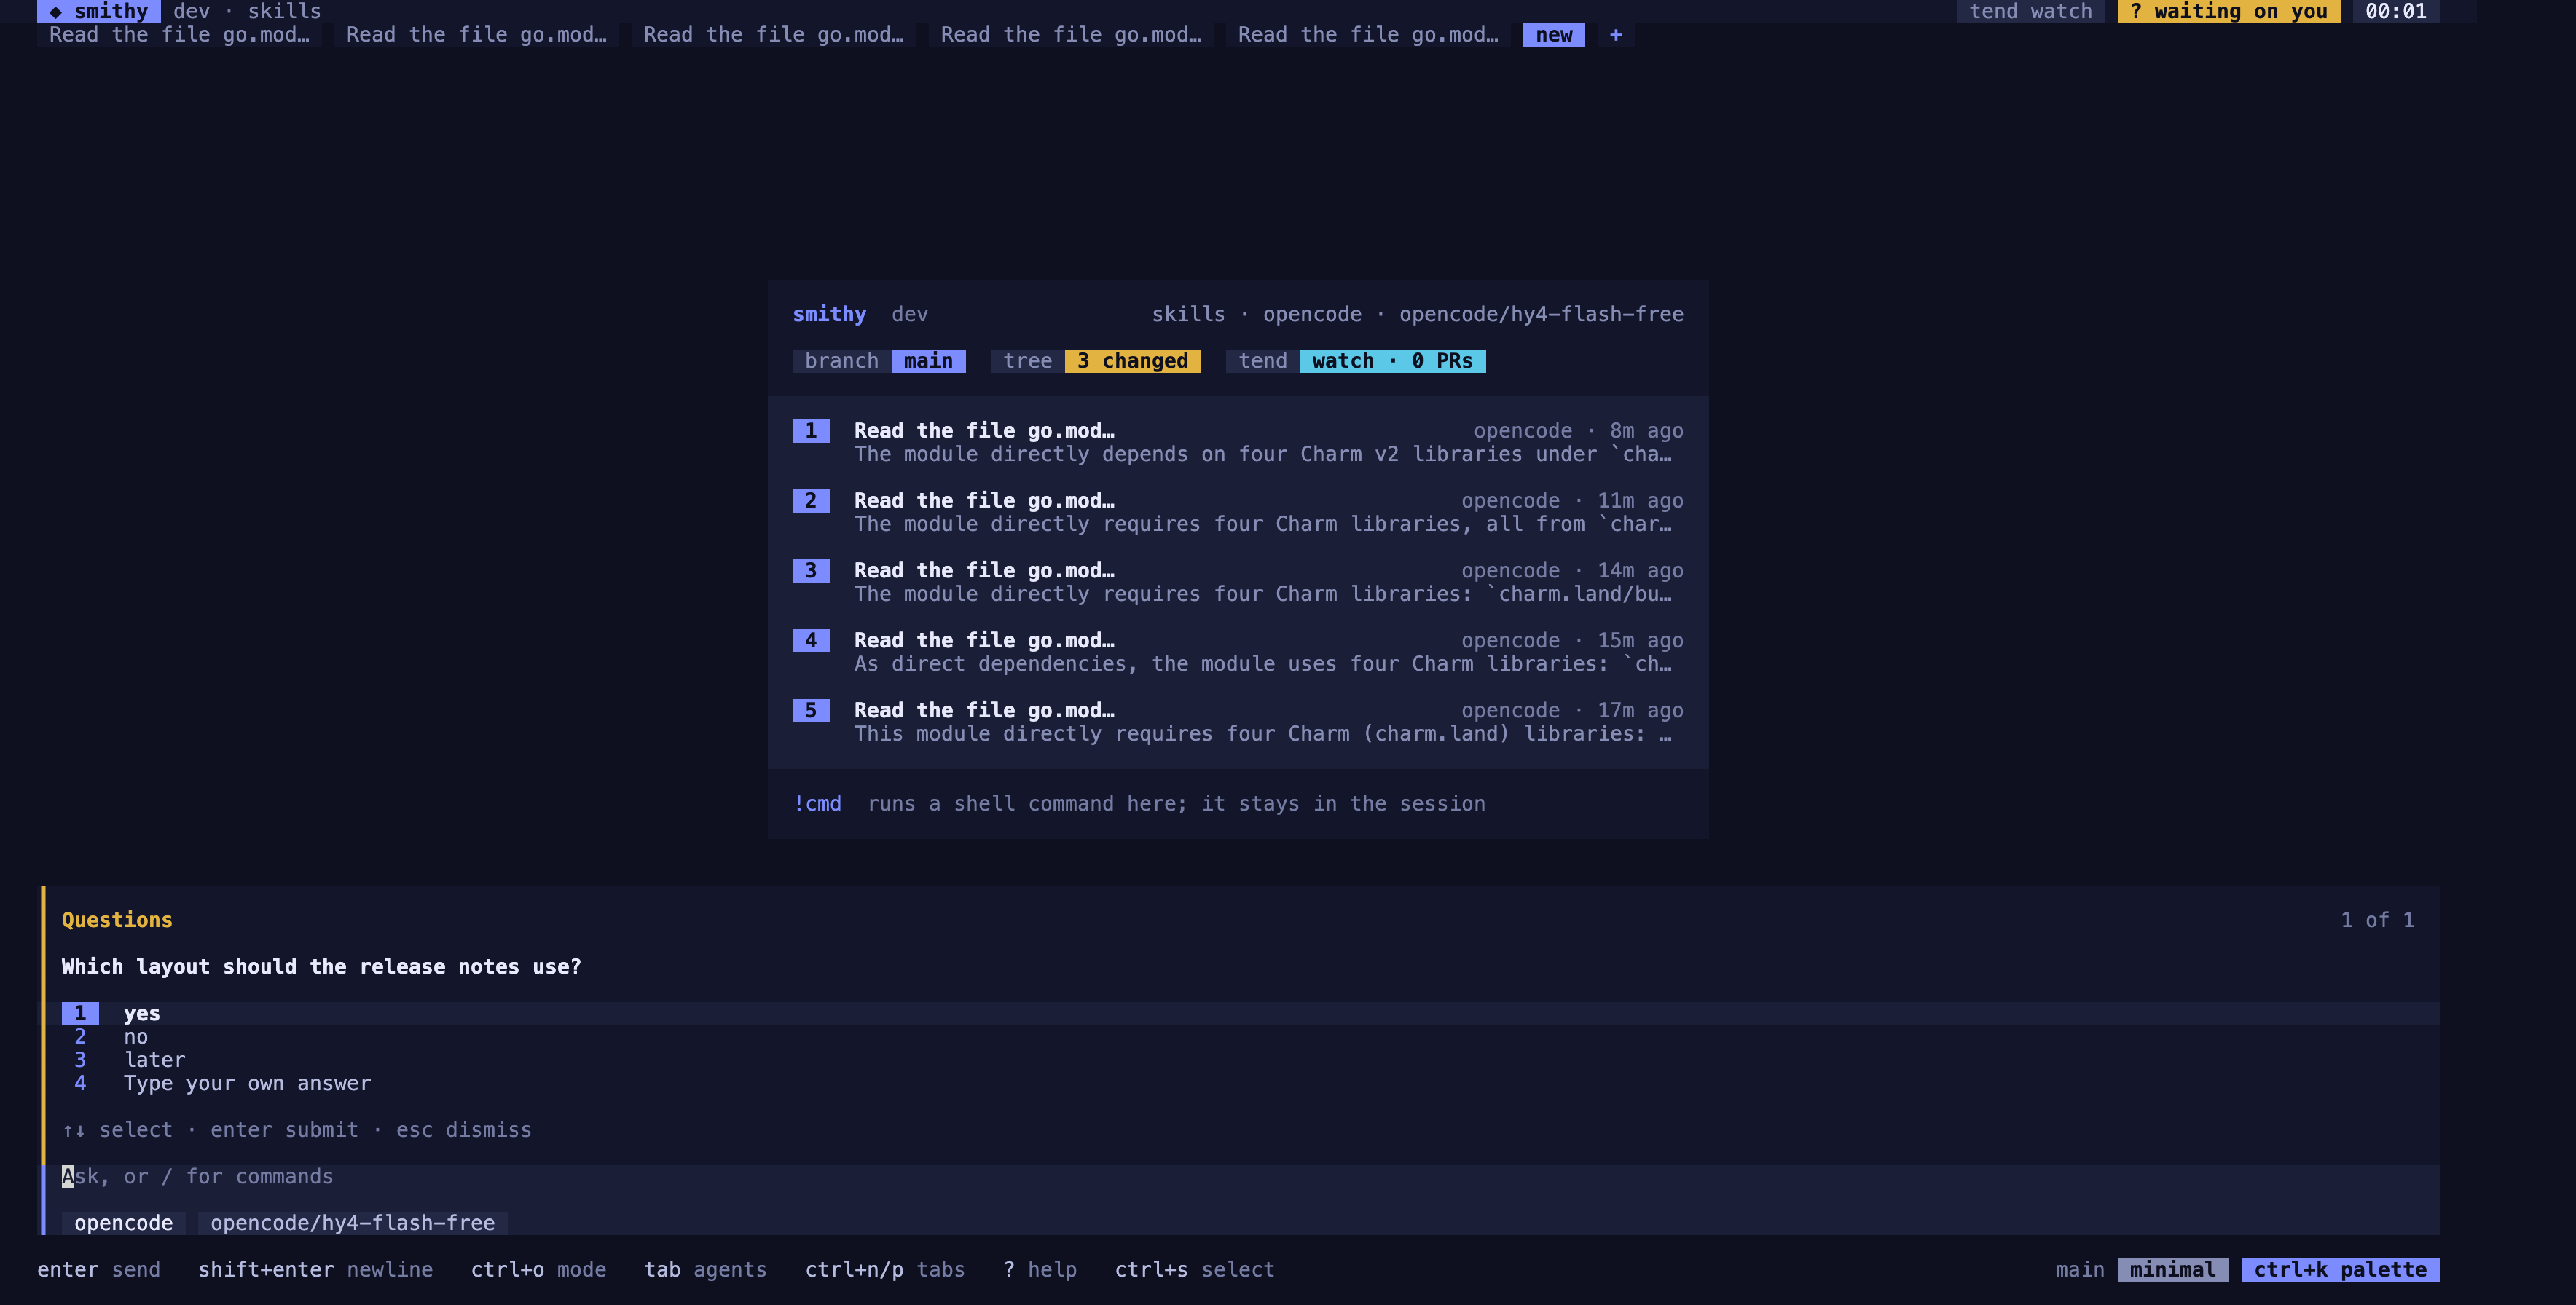 ◆ smithy dev · skills tend watch ? waiting on you 00:01
Read the file go.mod… Read the file go.mod… Read the file go.mod… Read the file go.mod… Read the file go.mod… new +
smithy dev skills · opencode · opencode/hy4-flash-free
branch main tree 3 changed tend watch · 0 PRs
1 Read the file go.mod… opencode · 8m ago
The module directly depends on four Charm v2 libraries under `cha…
2 Read the file go.mod… opencode · 11m ago
The module directly requires four Charm libraries, all from `char…
3 Read the file go.mod… opencode · 14m ago
The module directly requires four Charm libraries: `charm.land/bu…
4 Read the file go.mod… opencode · 15m ago
As direct dependencies, the module uses four Charm libraries: `ch…
5 Read the file go.mod… opencode · 17m ago
This module directly requires four Charm (charm.land) libraries: …
!cmd runs a shell command here; it stays in the session
Questions 1 of 1
Which layout should the release notes use?
1 yes
2 no
3 later
4 Type your own answer
↑↓ select · enter submit · esc dismiss
Ask, or / for commands
opencode opencode/hy4-flash-free
enter send shift+enter newline ctrl+o mode tab agents ctrl+n/p tabs ? help ctrl+s select main minimal ctrl+k palette